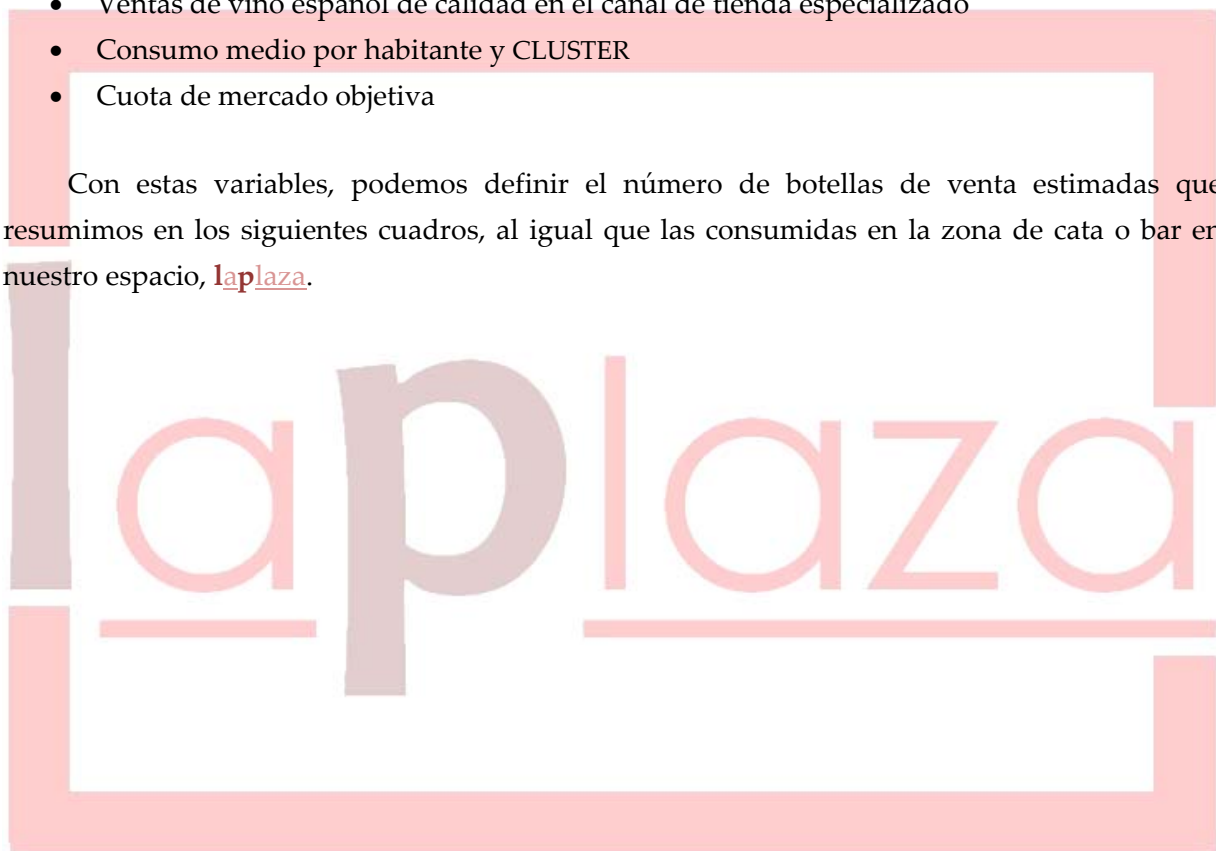 • Ventas de vino español de calidad en el canal de tienda especializado
• Consumo medio por habitante y CLUSTER
• Cuota de mercado objetiva
Con estas variables, podemos definir el número de botellas de venta estimadas que
resumimos en los siguientes cuadros, al igual que las consumidas en la zona de cata o bar en
nuestro espacio, laplaza.
laplaza